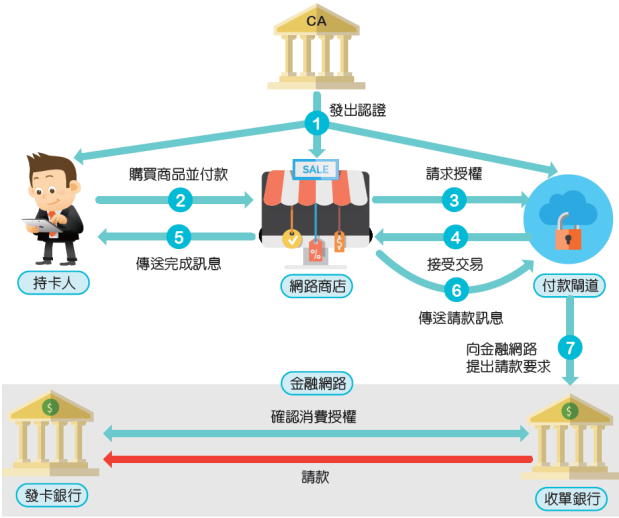 CA
發出認證
1
SALE
購買商品並付款
2
請求授權
3
5
傳送完成訊息
4
接受交易
%
$
6
傳送請款訊息
持卡人
網路商店
付款閘道
7
向金融網路
提出請款要求
金融網路
$
確認消費授權
$
請款
發卡銀行
收單銀行